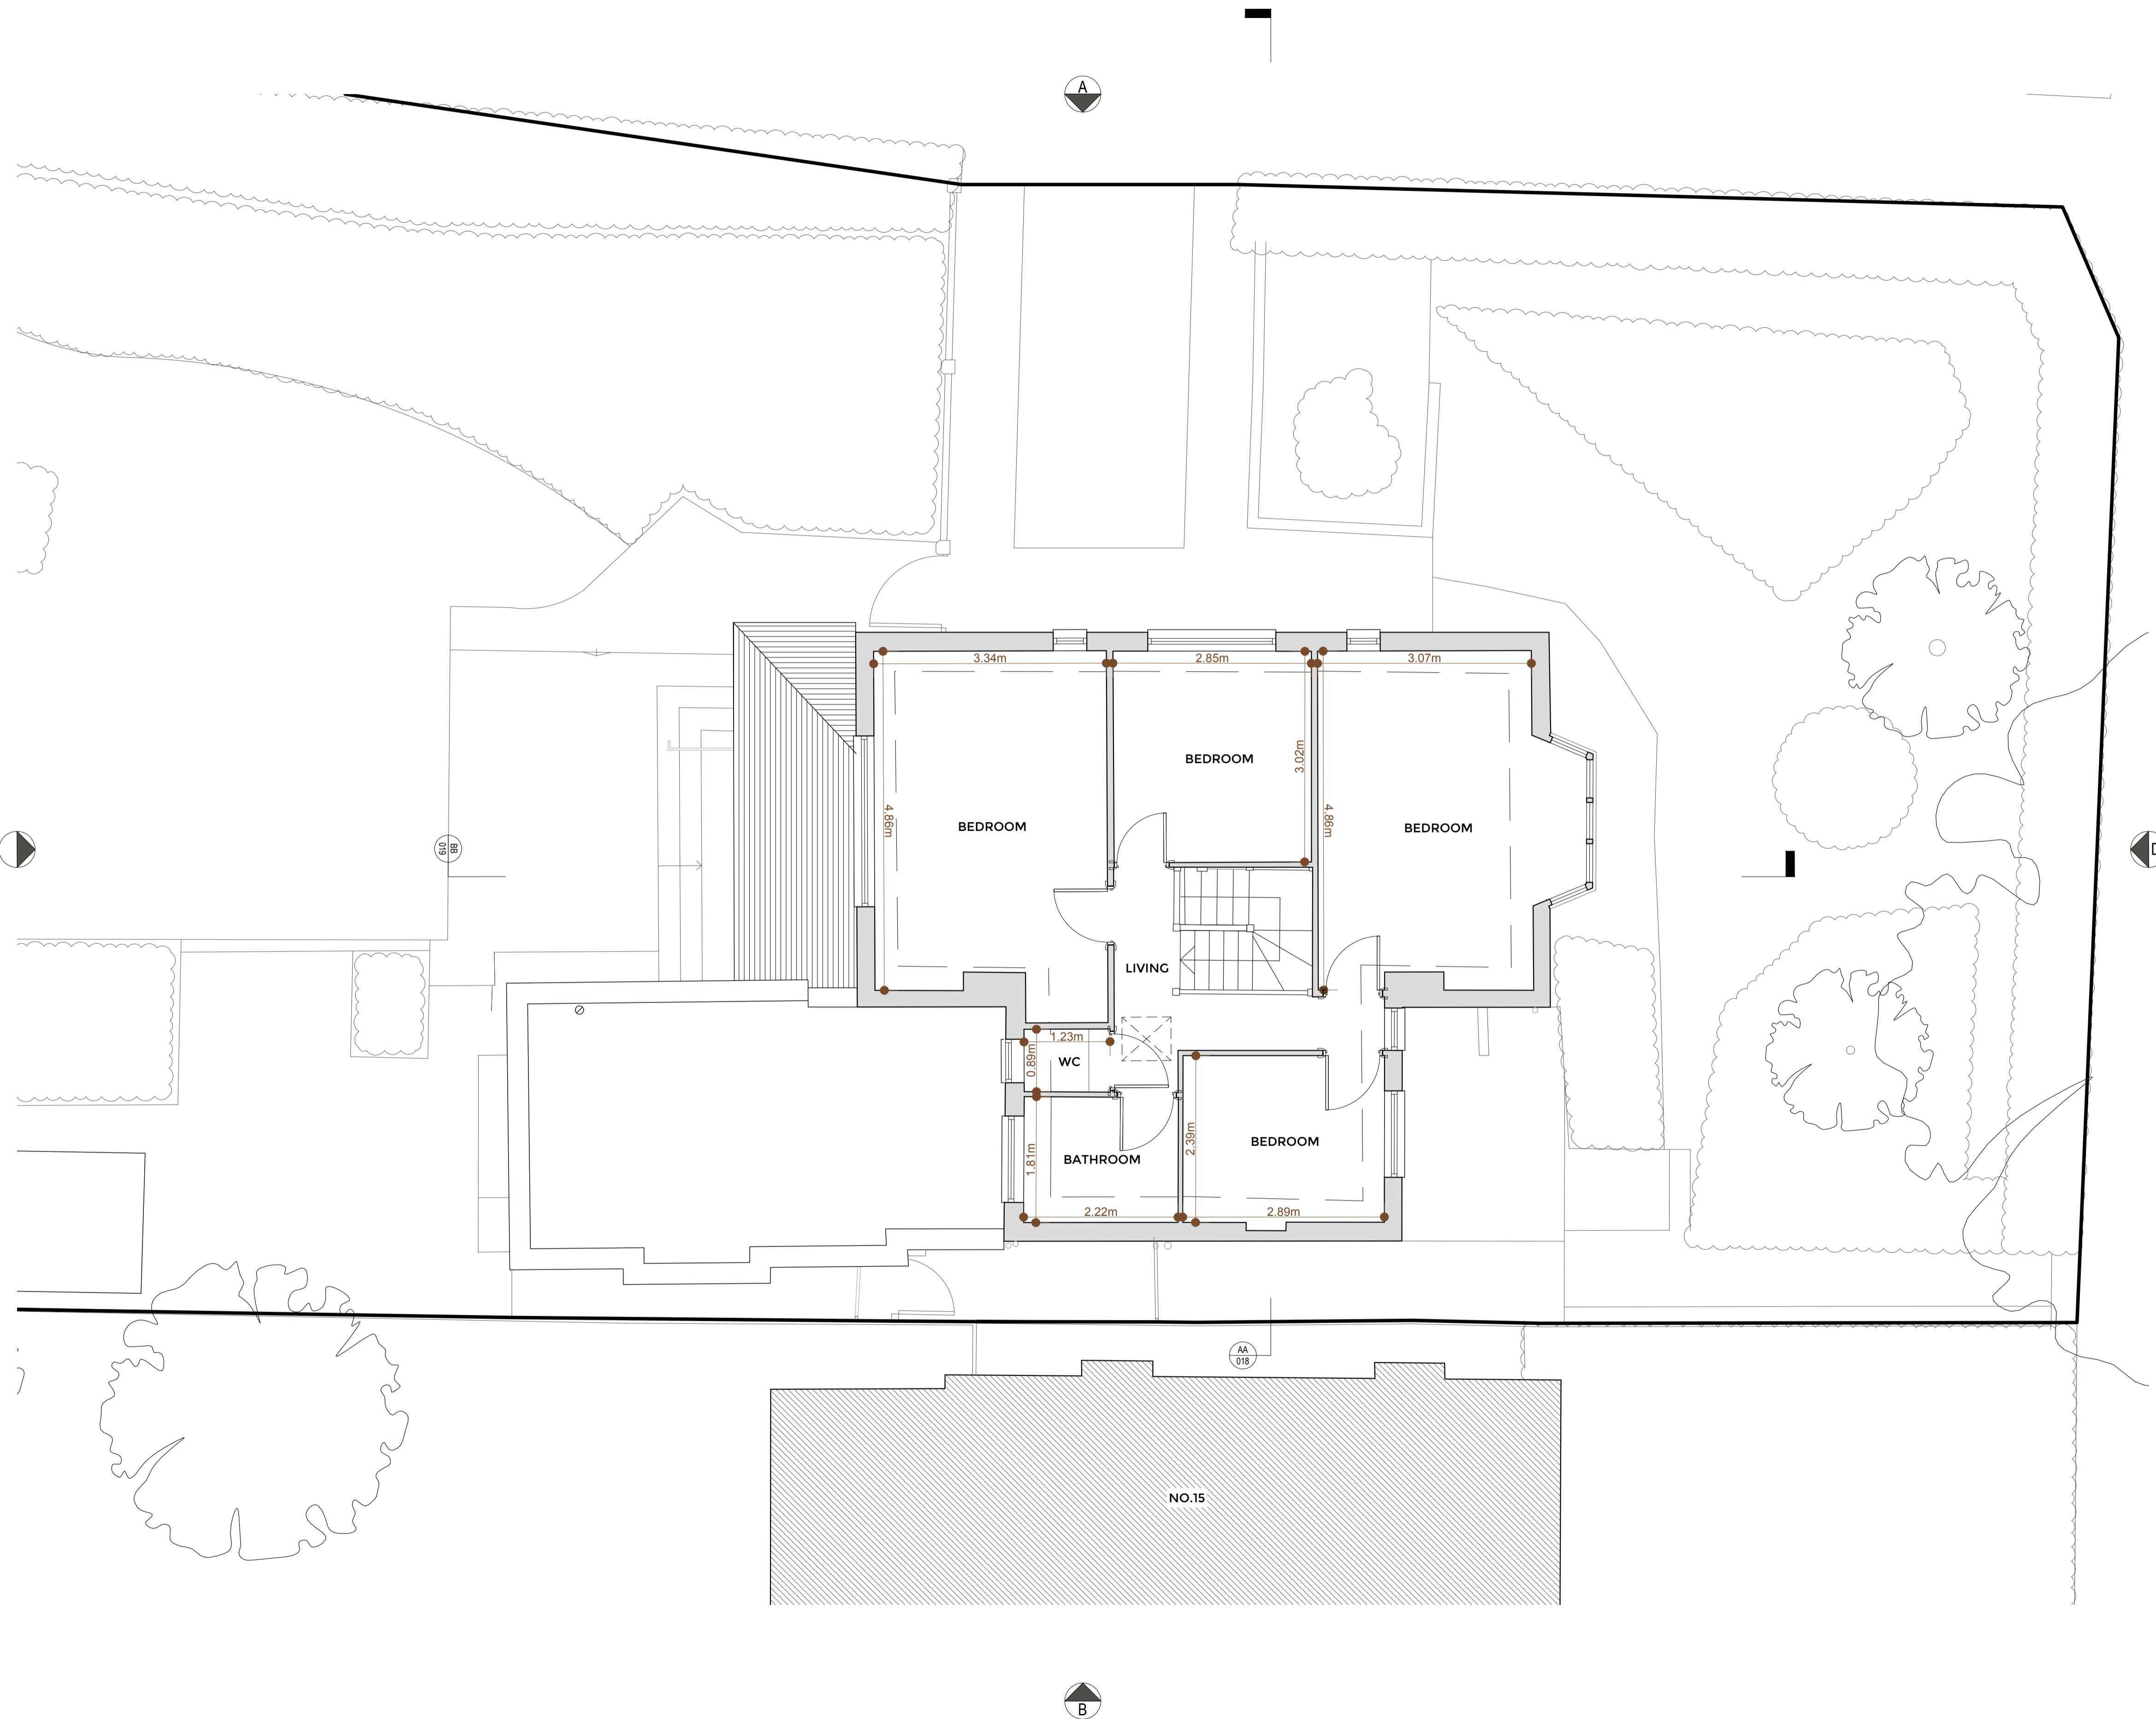 A
3.34m
2.85m
3.07m
BEDROOM
3.02m
4.86m
4.86m
BEDROOM
BEDROOM
BB
019
D
LIVING
1.23m
0.89m
WC
BEDROOM
2.39m
1.81m
BATHROOM
2.22m
2.89m
AA
018
NO.15
B